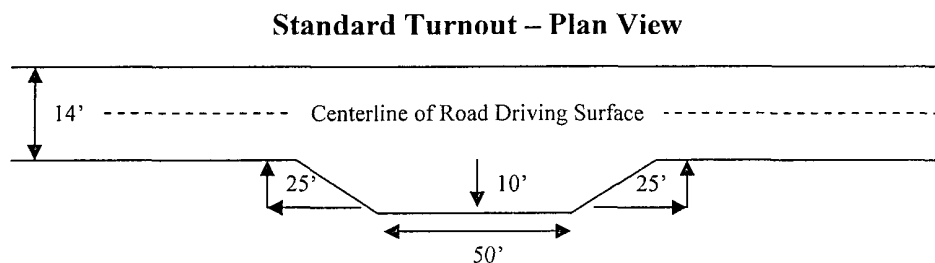 Standard Turnout – Plan View
14’
Centerline of Road Driving Surface
25’
10’
25’
50’